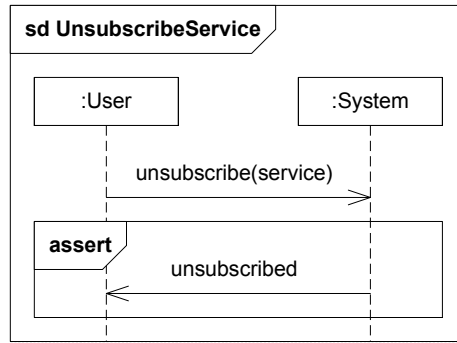 sd UnsubscribeService
:User
:System
unsubscribe(service)
assert
unsubscribed